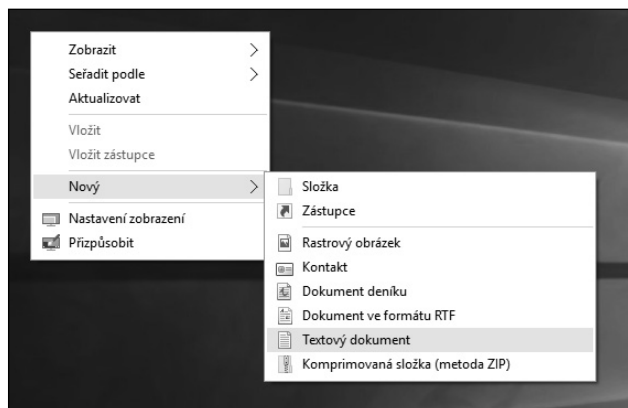 Zobrazit
Seřadit podle
Aktualizovat
Vložit
Vložit zástupce
Nový
Nastavení zobrazení
Přizpůsobit
Složka
Zástupce
Rastrový obrázek
Kontakt
Dokument deníku
Dokument ve formátu RTF
Textový dokument
Komprimovaná složka (metoda ZIP)